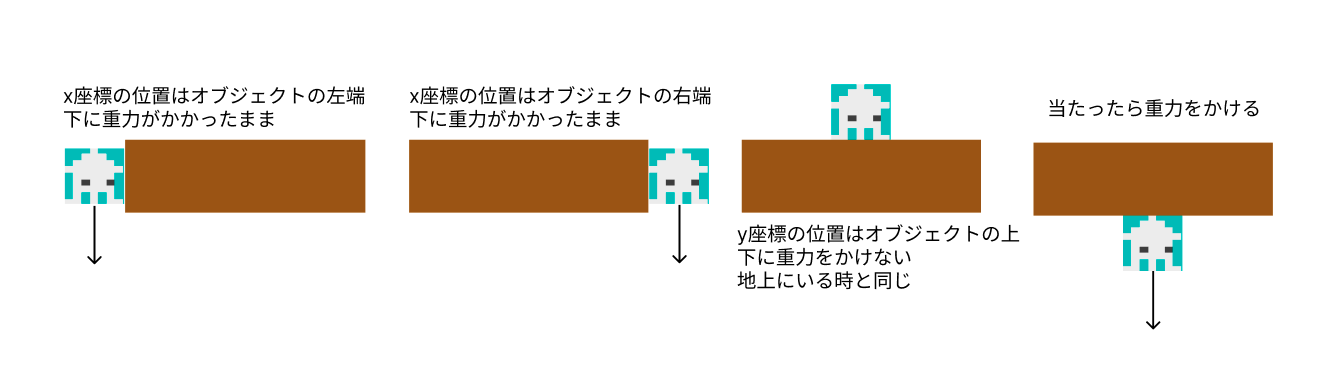 x座標の位置はオブジェクトの左端
下に重力がかかったまま
x座標の位置はオブジェクトの右端
下に重力がかかったまま
y座標の位置はオブジェクトの上
下に重力をかけない
地上にいる時と同じ
当たったら重力をかける